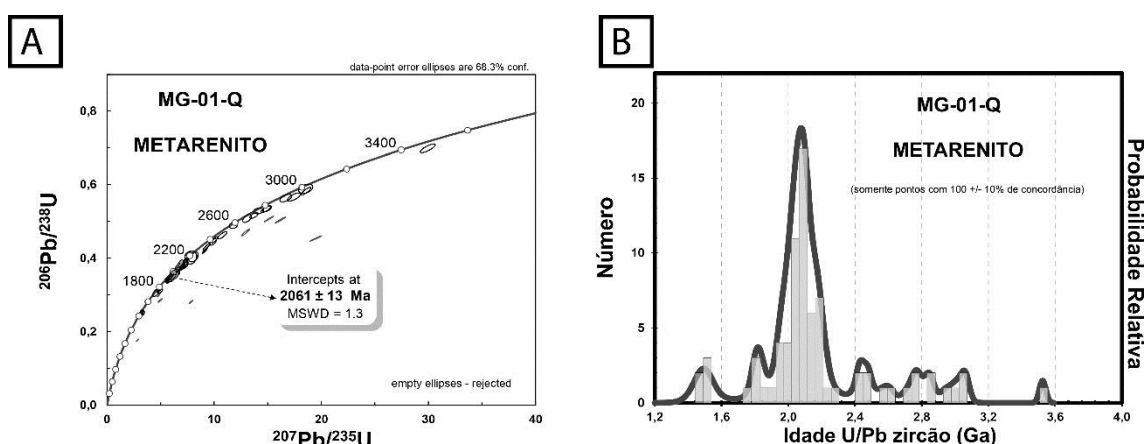 A
data-point error ellipses are 68.3% conf.
MG-01-Q
METARENITO
3400
3000
2600
2200
1800
Intercepts at
2061 ± 13 Ma
MSWD = 1.3
empty ellipses - rejected
206Pb/238U
0,8
0,6
0,4
0,2
0,0
0
10
20
30
40
207Pb/235U
B
MG-01-Q
METARENITO
(somente pontos com 100 +/- 10% de concordância)
Número
20
15
10
5
0
1,2
1,6
2,0
2,4
2,8
3,2
3,6
4,0
Idade U/Pb zircão (Ga)
Probabilidade Relativa